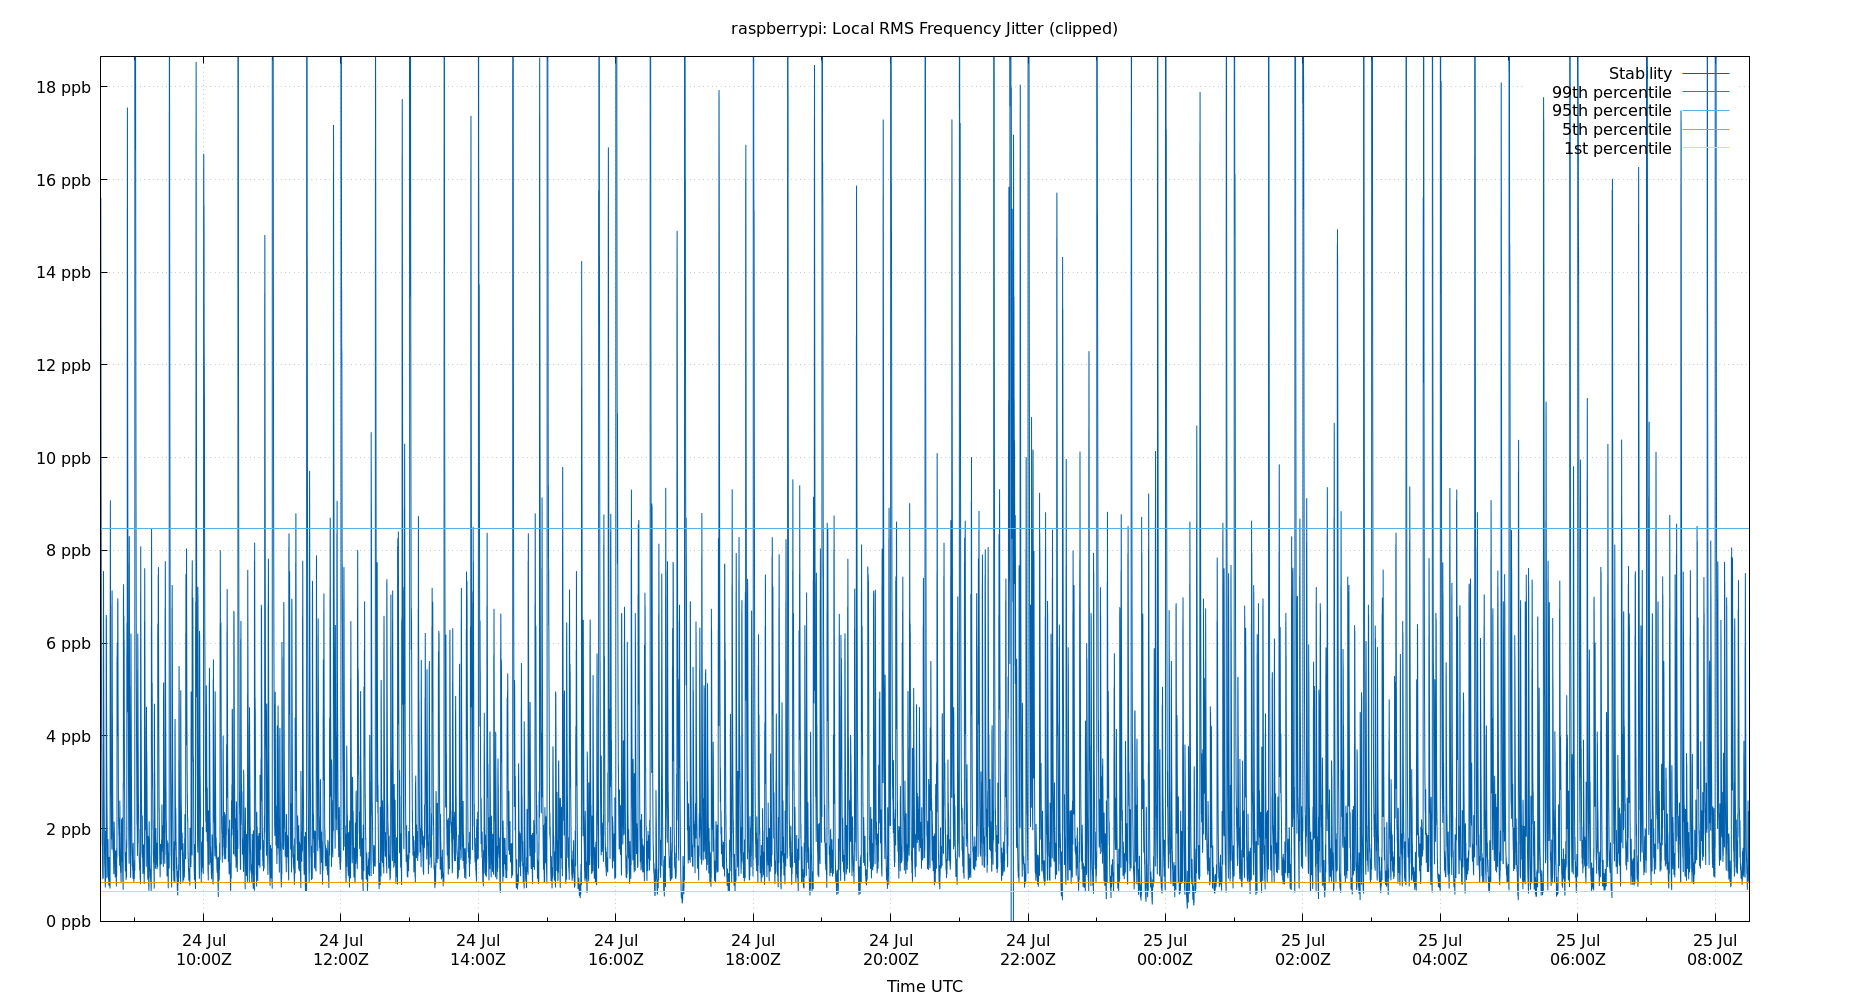 raspberrypi: Local RMS Frequency Jitter (clipped)
18 ppb
16 ppb
14 ppb
12 ppb
10 ppb
8 ppb
6 ppb
4 ppb
2 ppb
0 ppb
Stability
99th percentile
95th percentile
5th percentile
1st percentile
24 Jul 24 Jul 24 Jul 24 Jul 24 Jul 24 Jul 24 Jul 25 Jul 25 Jul 25 Jul 25 Jul 25 Jul
10:00Z 12:00Z 14:00Z 16:00Z 18:00Z 20:00Z 22:00Z 00:00Z 02:00Z 04:00Z 06:00Z 08:00Z
Time UTC